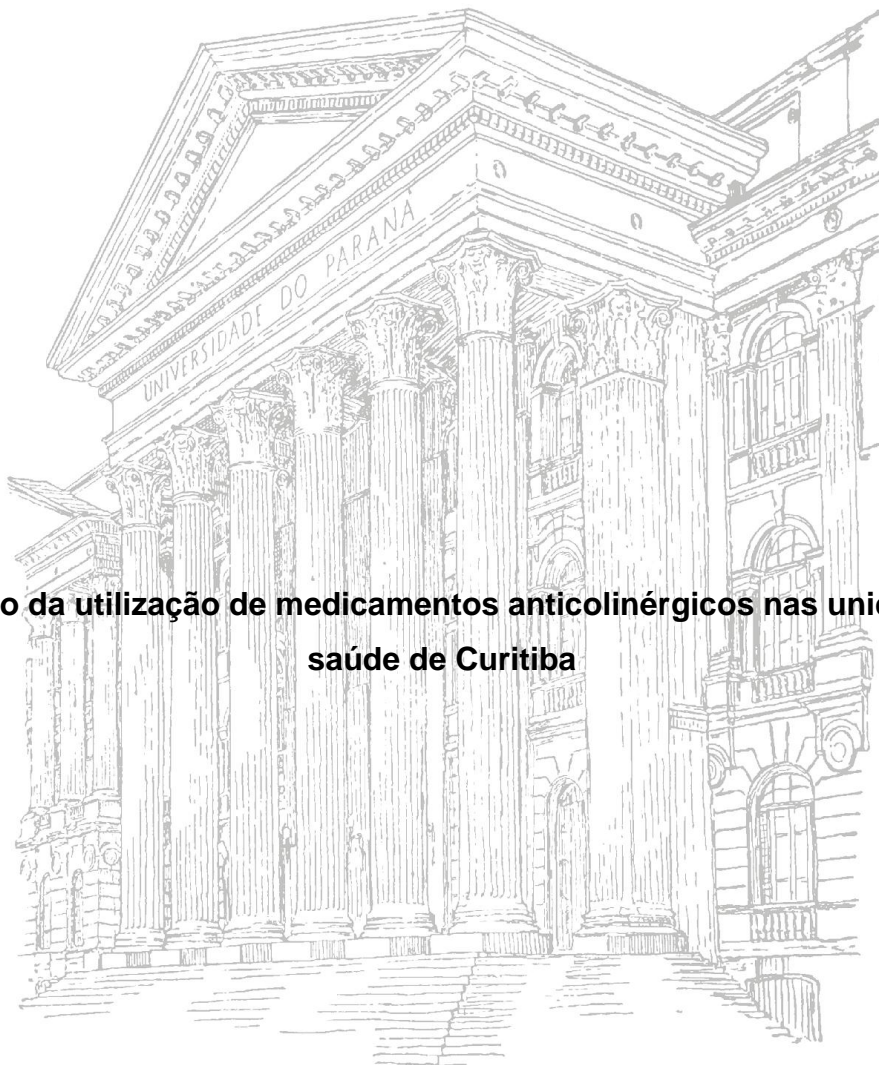 UNIVERSIDADE DO PARANÁ
o da utilização de medicamentos anticolinérgicos nas unid
saúde de Curitiba